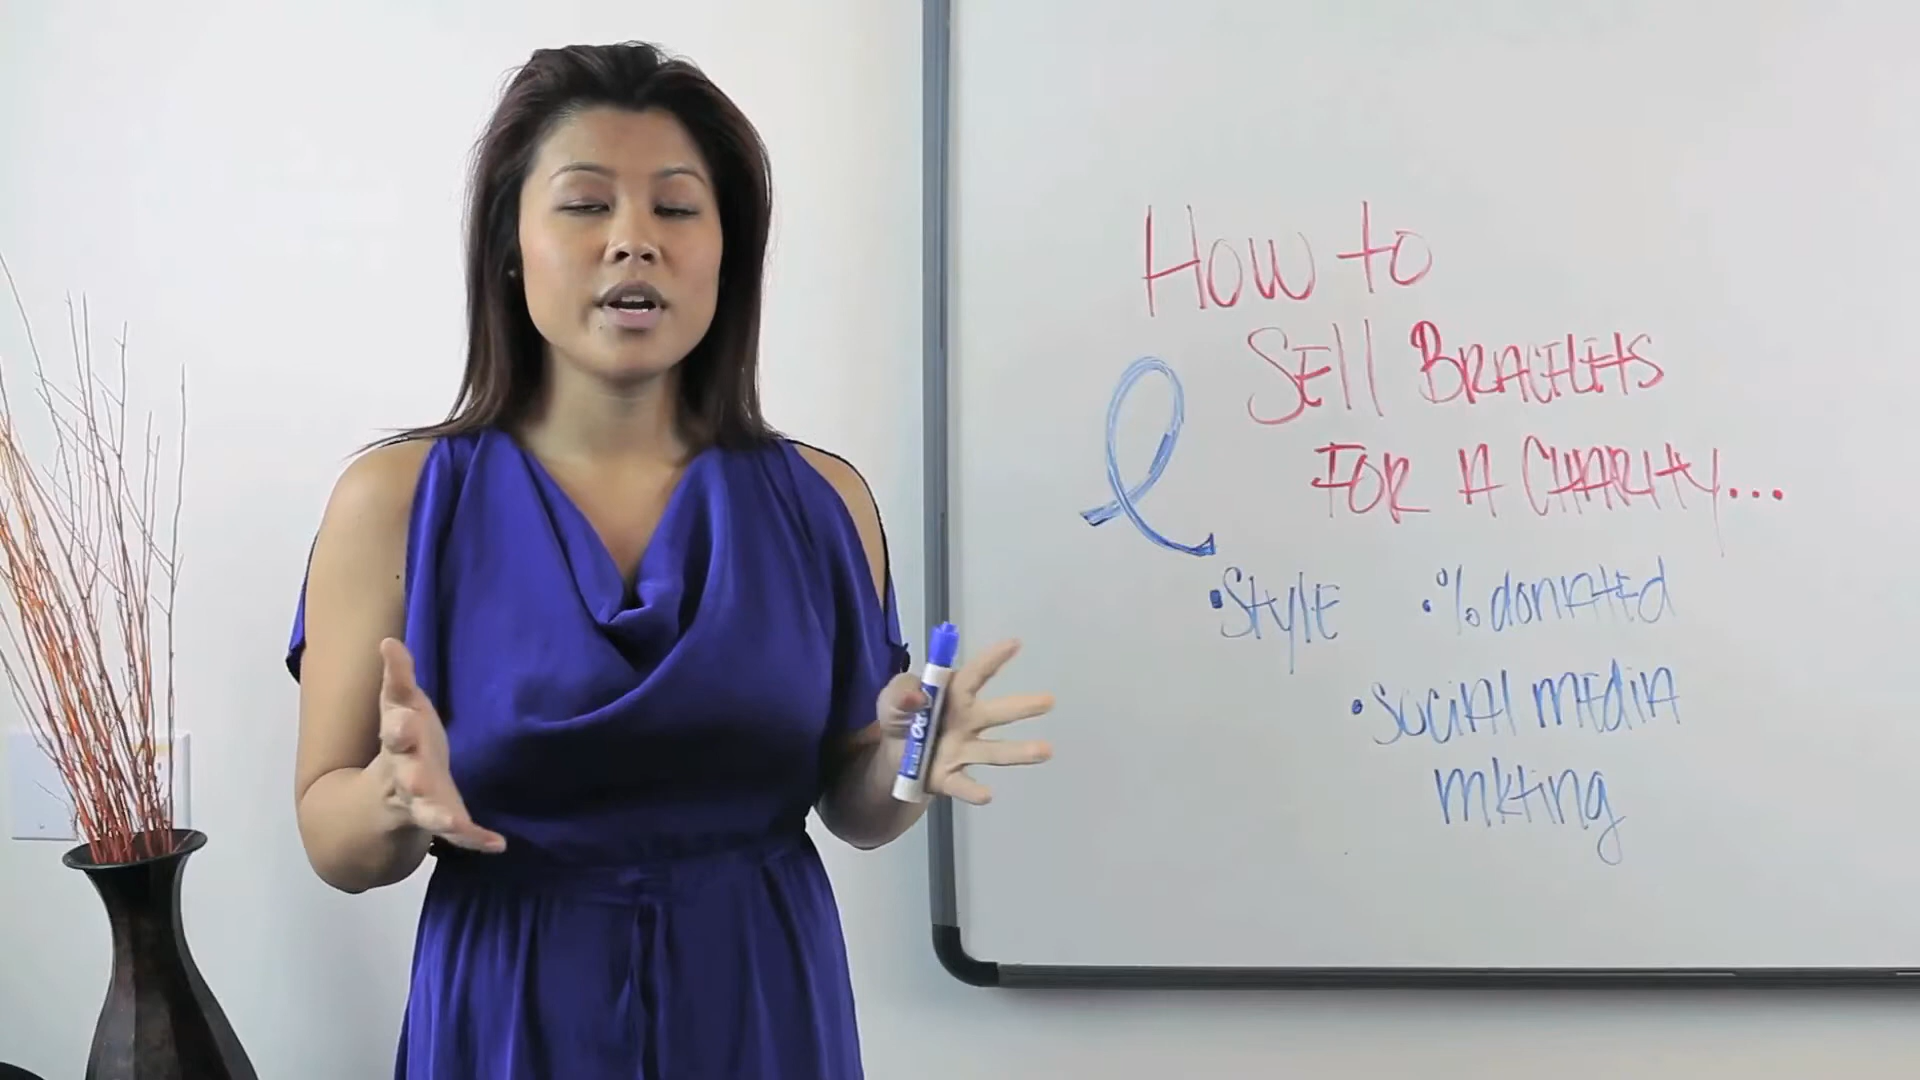 How to
SEll BRACELETS
FOR A CHARITY...
•StylE •% donAtEd
•SociAl mEdiA
mkting